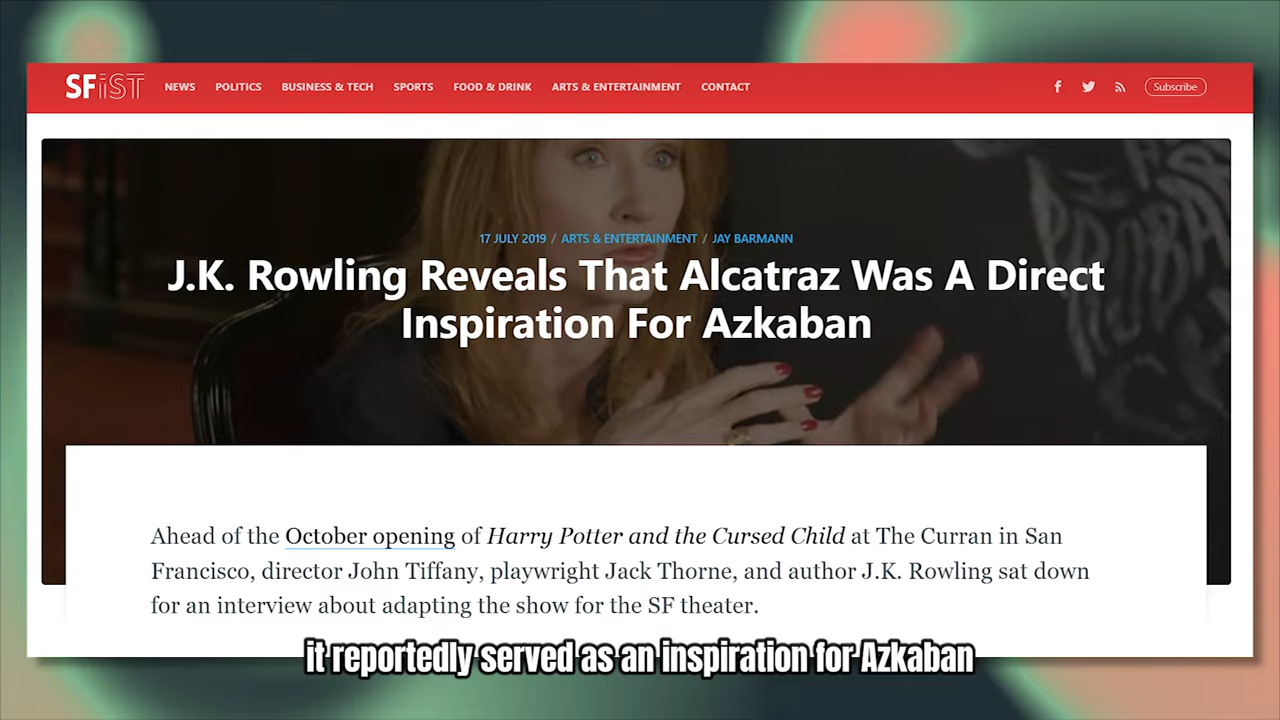 SFiST NEWS POLITICS BUSINESS & TECH SPORTS FOOD & DRINK ARTS & ENTERTAINMENT CONTACT Subscribe
17 JULY 2019 / ARTS & ENTERTAINMENT / JAY BARMANN
J.K. Rowling Reveals That Alcatraz Was A Direct
Inspiration For Azkaban
Ahead of the October opening of Harry Potter and the Cursed Child at The Curran in San
Francisco, director John Tiffany, playwright Jack Thorne, and author J.K. Rowling sat down
for an interview about adapting the show for the SF theater.
it reportedly served as an inspiration for Azkaban